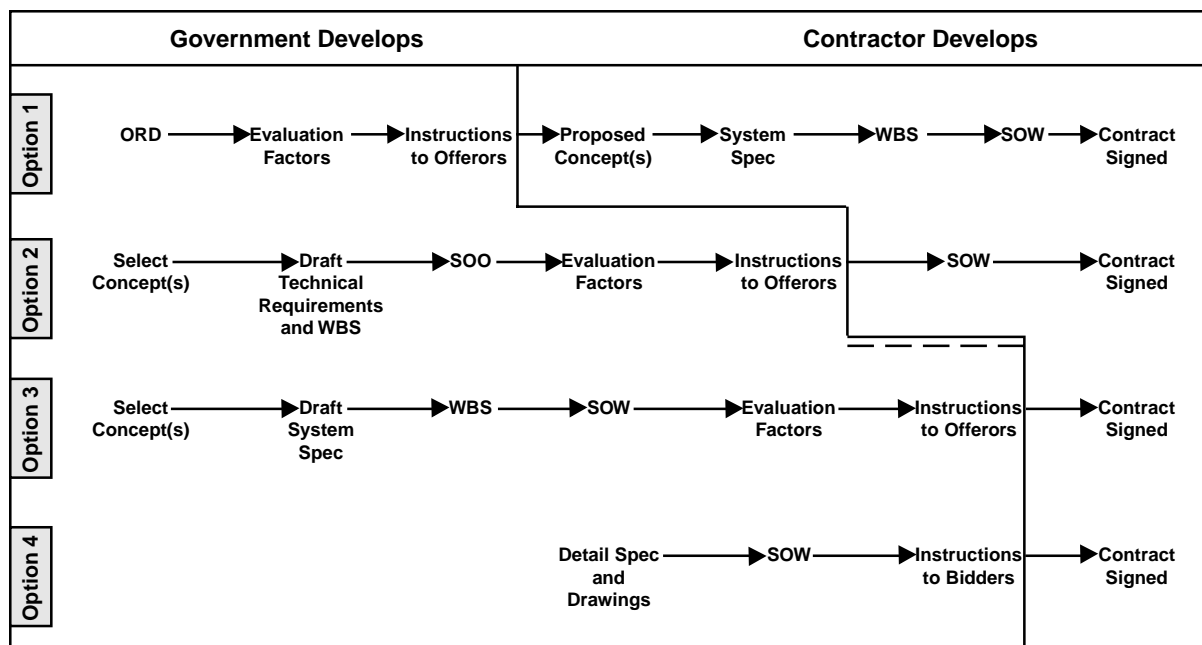 Government Develops
Contractor Develops
Option 1
ORD
Evaluation
Factors
Instructions
to Offerors
Proposed
Concept(s)
System
Spec
WBS
SOW
Contract
Signed
Option 2
Select
Concept(s)
Draft
Technical
Requirements
and WBS
SOO
Evaluation
Factors
Instructions
to Offerors
SOW
Contract
Signed
Option 3
Select
Concept(s)
Draft
System
Spec
WBS
SOW
Evaluation
Factors
Instructions
to Offerors
Contract
Signed
Option 4
Detail Spec
and
Drawings
SOW
Instructions
to Bidders
Contract
Signed